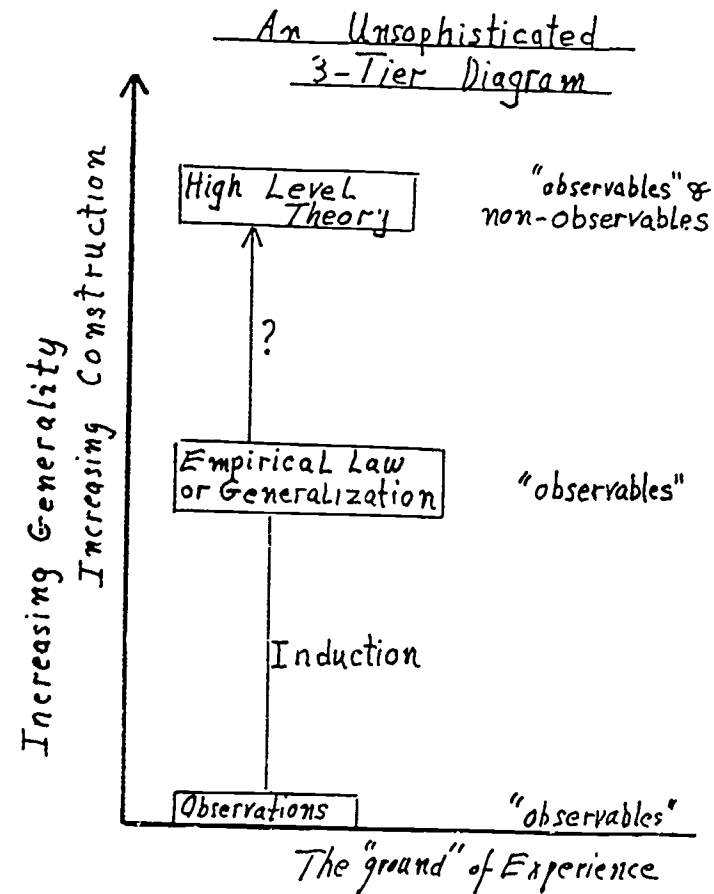 An Unsophisticated
3-Tier Diagram
Increasing Generality
Increasing Construction
High Level
Theory
"observables" &
non-observables
?
Empirical Law
or Generalization
"observables"
Induction
Observations
"observables"
The "ground" of Experience